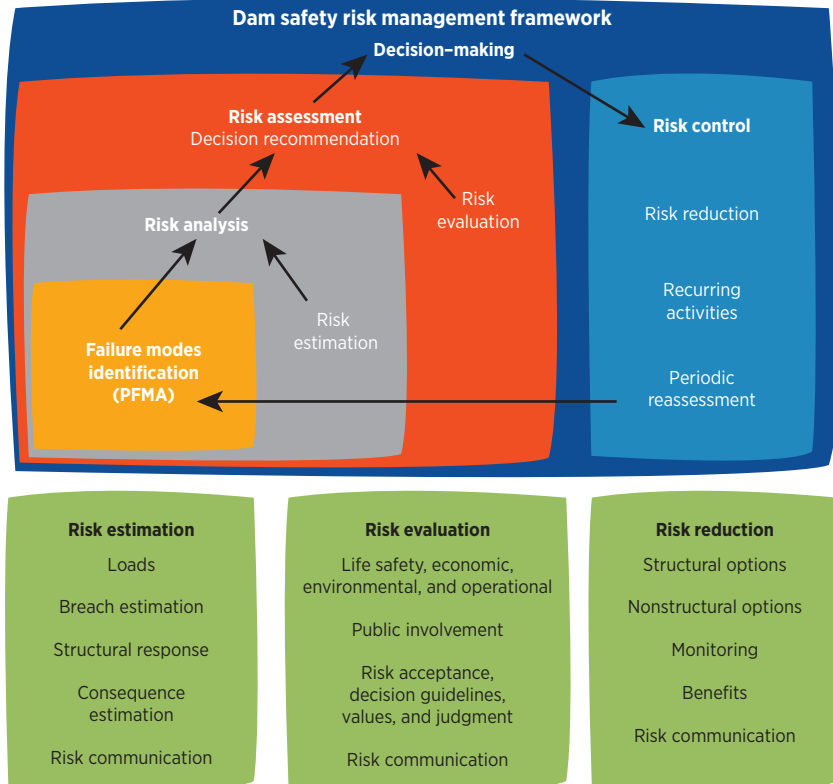 Dam safety risk management framework
Decision–making
Risk assessment
Decision recommendation
Risk control
Risk analysis
Risk
evaluation
Risk reduction
Risk
estimation
Recurring
activities
Failure modes
identification
(PFMA)
Periodic
reassessment
Risk estimation
Loads
Breach estimation
Structural response
Consequence
estimation
Risk communication
Risk evaluation
Life safety, economic,
environmental, and operational
Public involvement
Risk acceptance,
decision guidelines,
values, and judgment
Risk communication
Risk reduction
Structural options
Nonstructural options
Monitoring
Benefits
Risk communication